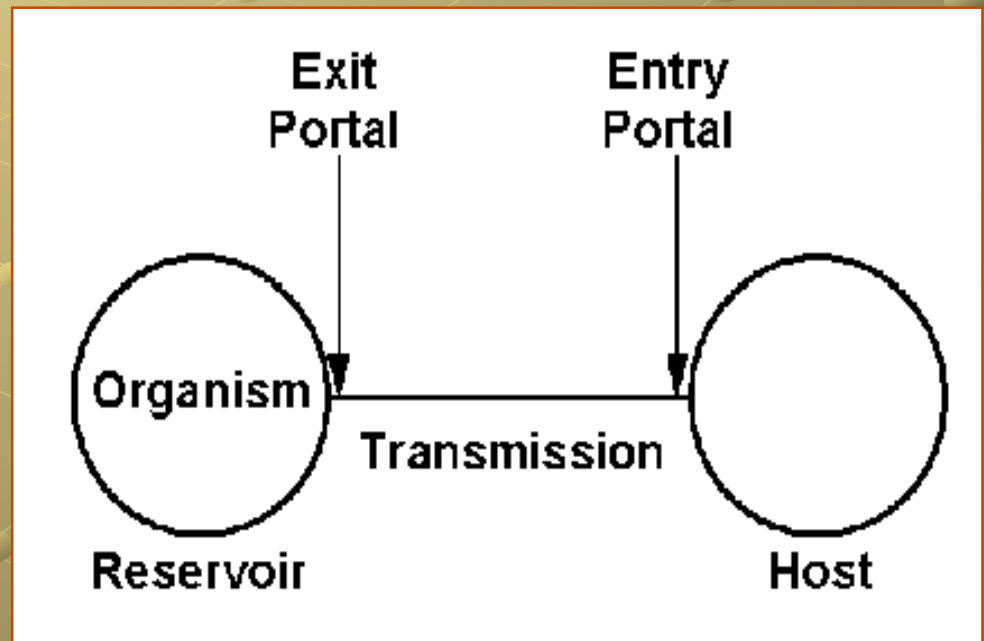 Exit
Portal
Entry
Portal
Organism
Transmission
Reservoir
Host